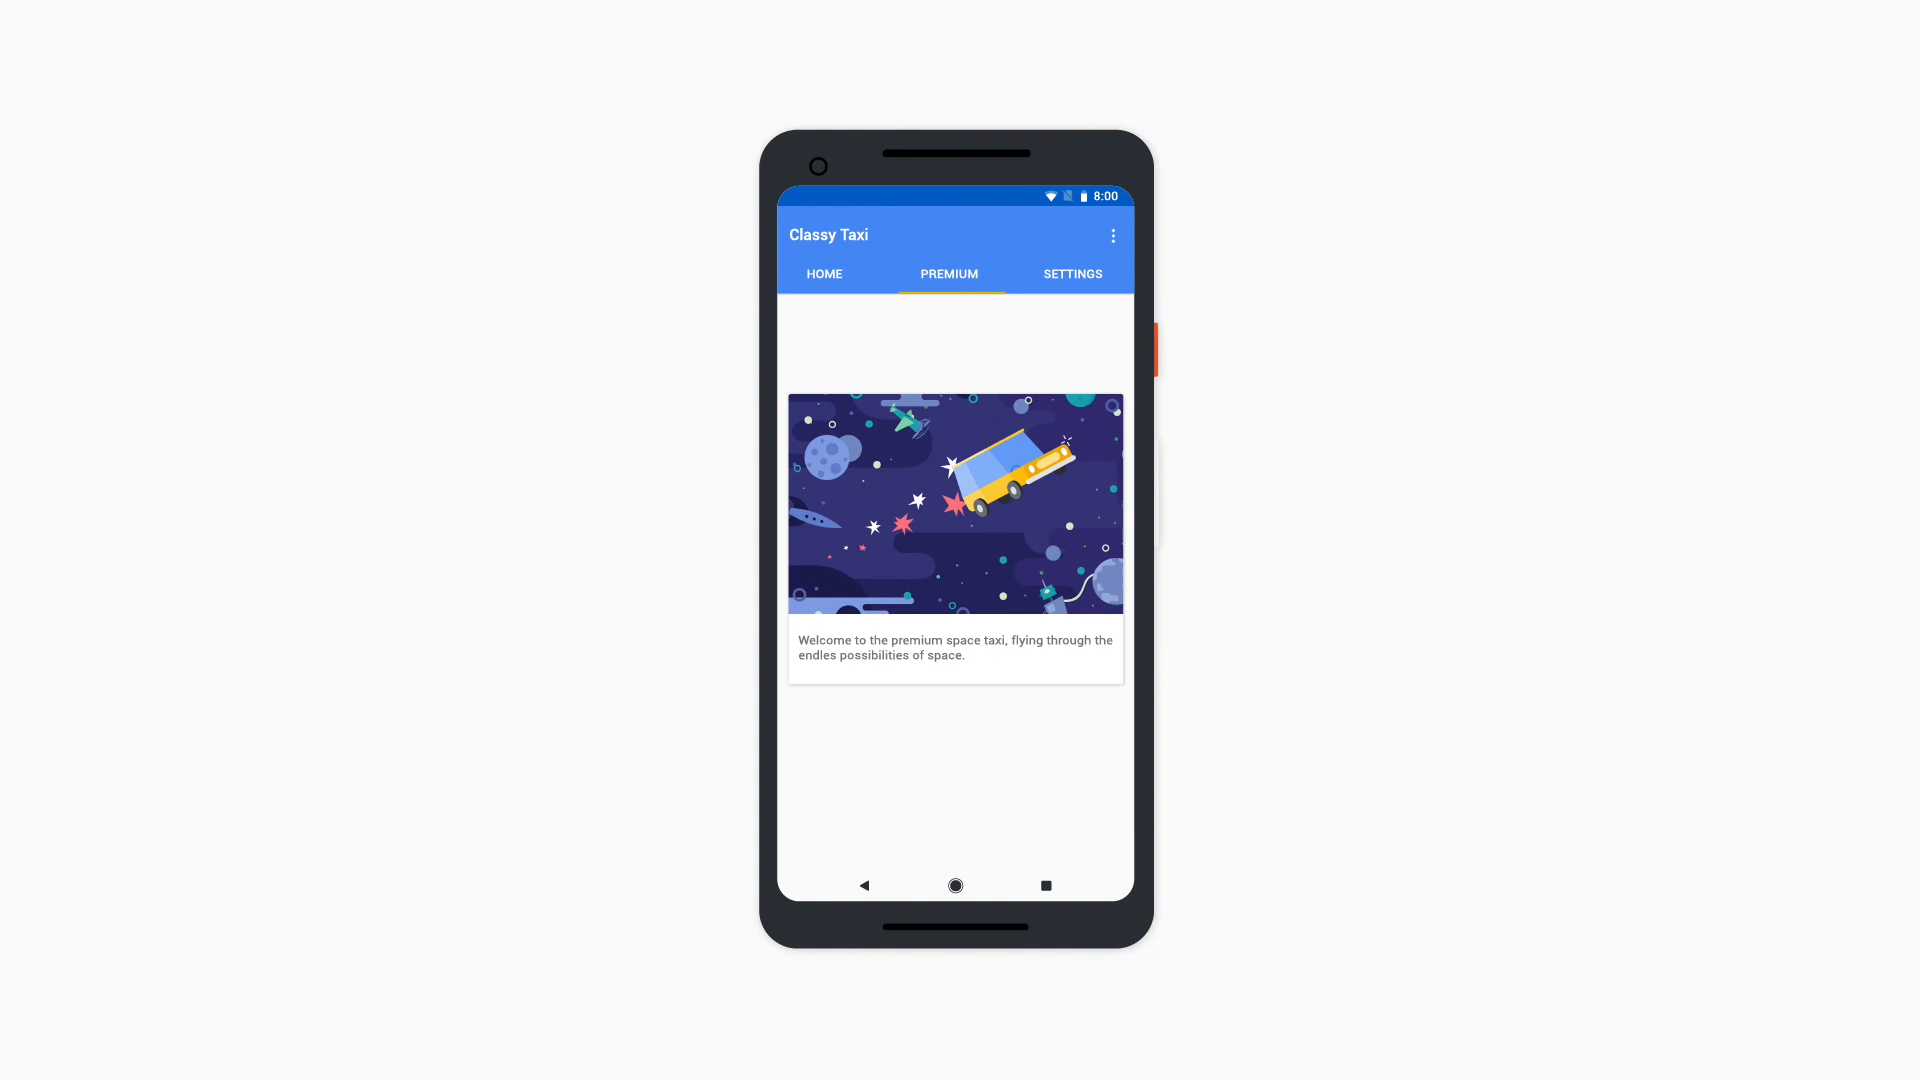 8:00
Classy Taxi
HOME
PREMIUM
SETTINGS
Welcome to the premium space taxi, flying through the
endles possibilities of space.